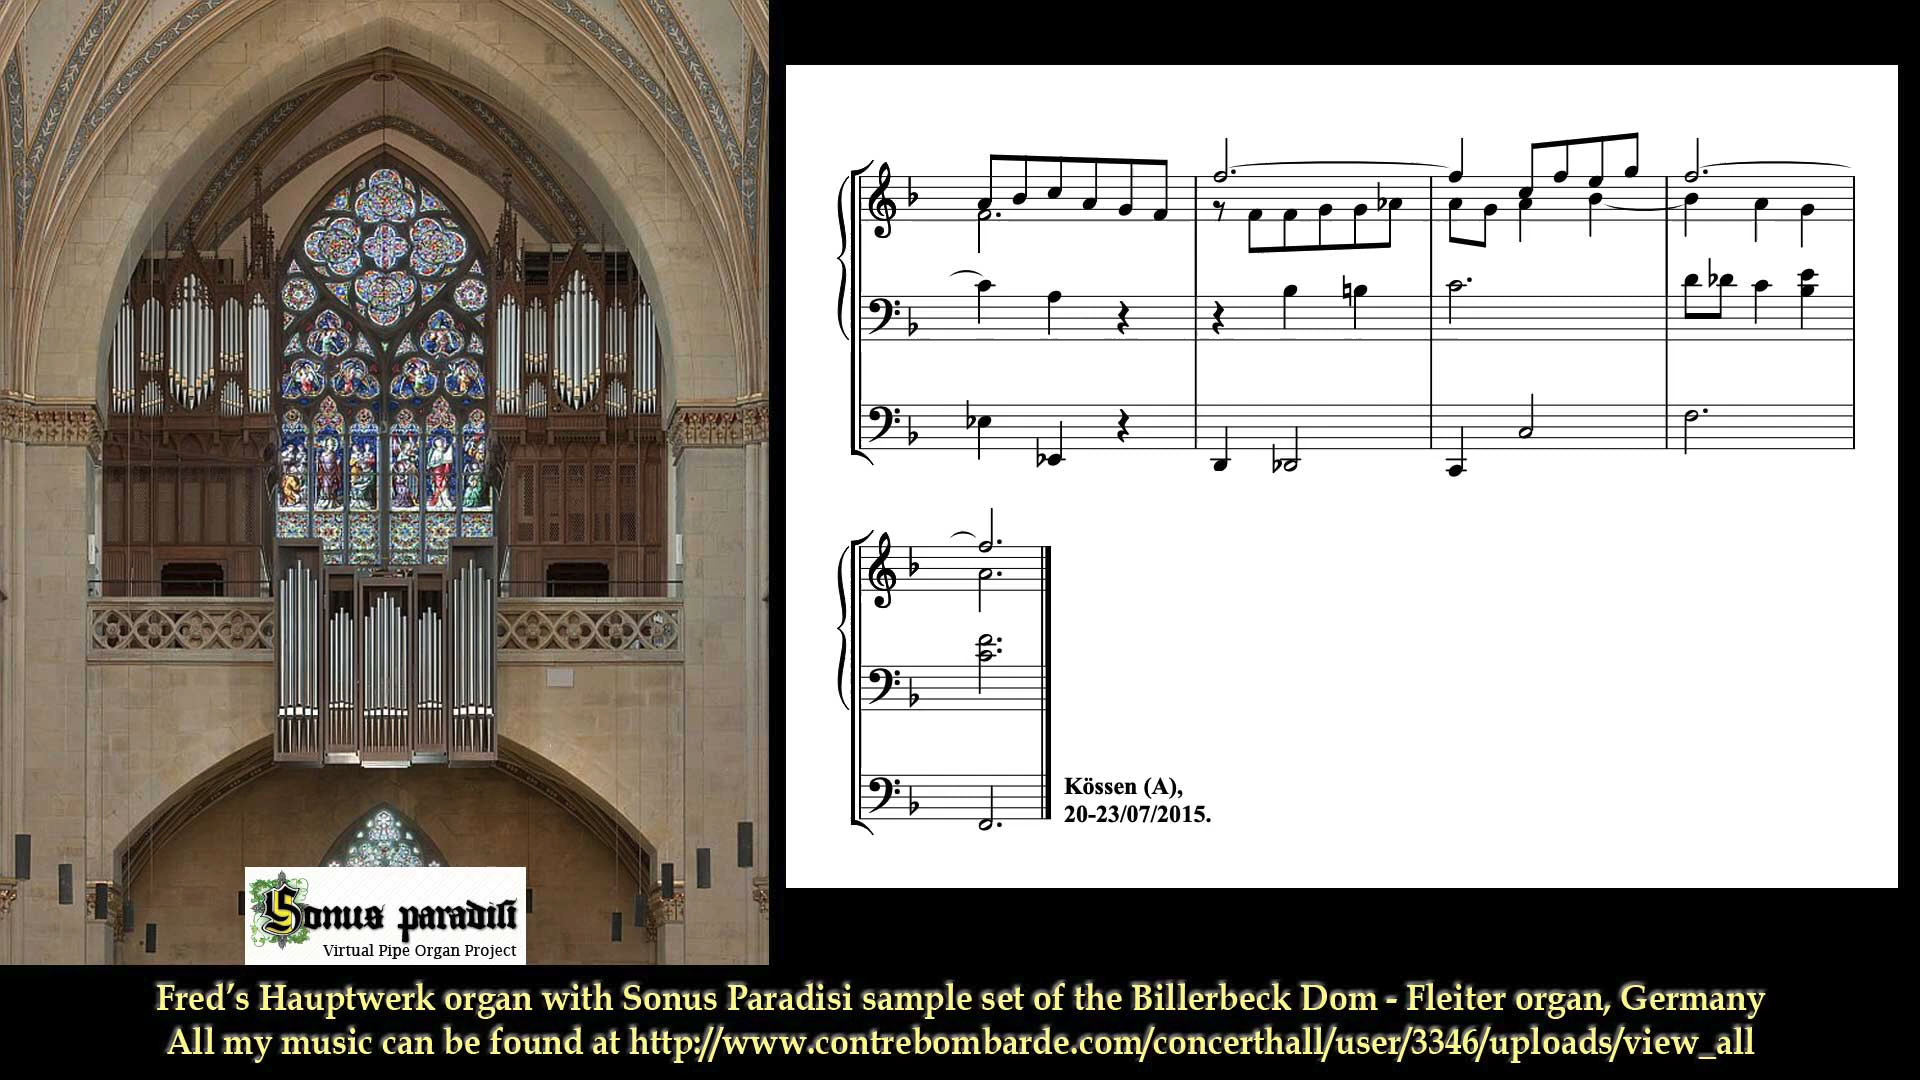 Kössen (A),
20-23/07/2015.
Sonus paradisi
Virtual Pipe Organ Project
Fred's Hauptwerk organ with Sonus Paradisi sample set of the Billerbeck Dom - Fleiter organ, Germany
All my music can be found at http://www.contrebombarde.com/concerthall/user/3346/uploads/view_all